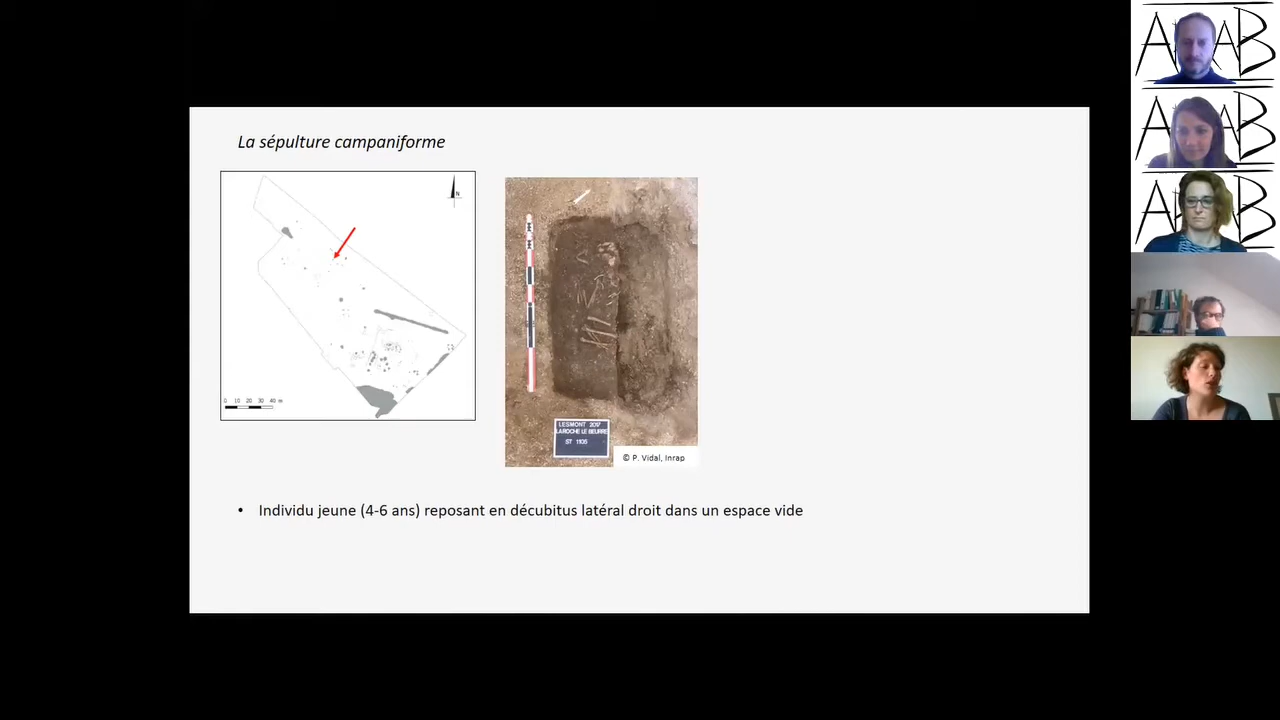 La sépulture campaniforme
N
0 10 20 30 40 m
LESMONT 2017
LAROCHE LE BEURRE
ST 1105
© P. Vidal, Inrap
• Individu jeune (4-6 ans) reposant en décubitus latéral droit dans un espace vide